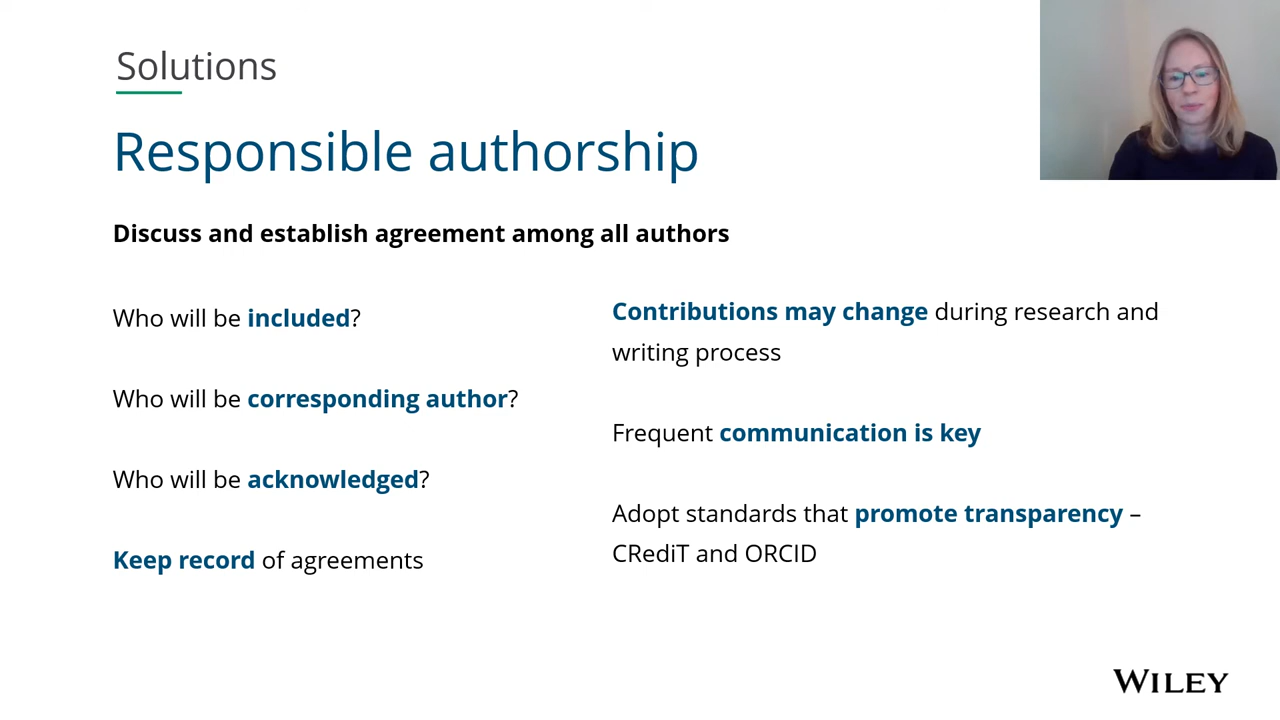 Solutions
Responsible authorship
Discuss and establish agreement among all authors
Who will be included?
Who will be corresponding author?
Who will be acknowledged?
Keep record of agreements
Contributions may change during research and
writing process
Frequent communication is key
Adopt standards that promote transparency –
CRediT and ORCID
WILEY